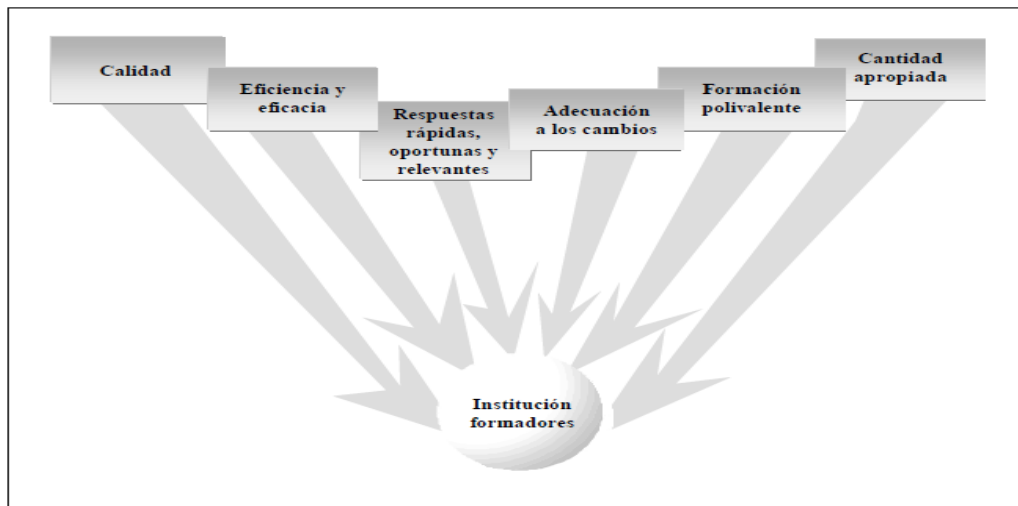 Calidad
Eficiencia y
eficacia
Respuestas
rápidas,
oportunas y
relevantes
Adecuación
a los cambios
Formación
polivalente
Cantidad
apropiada
Institución
formadores